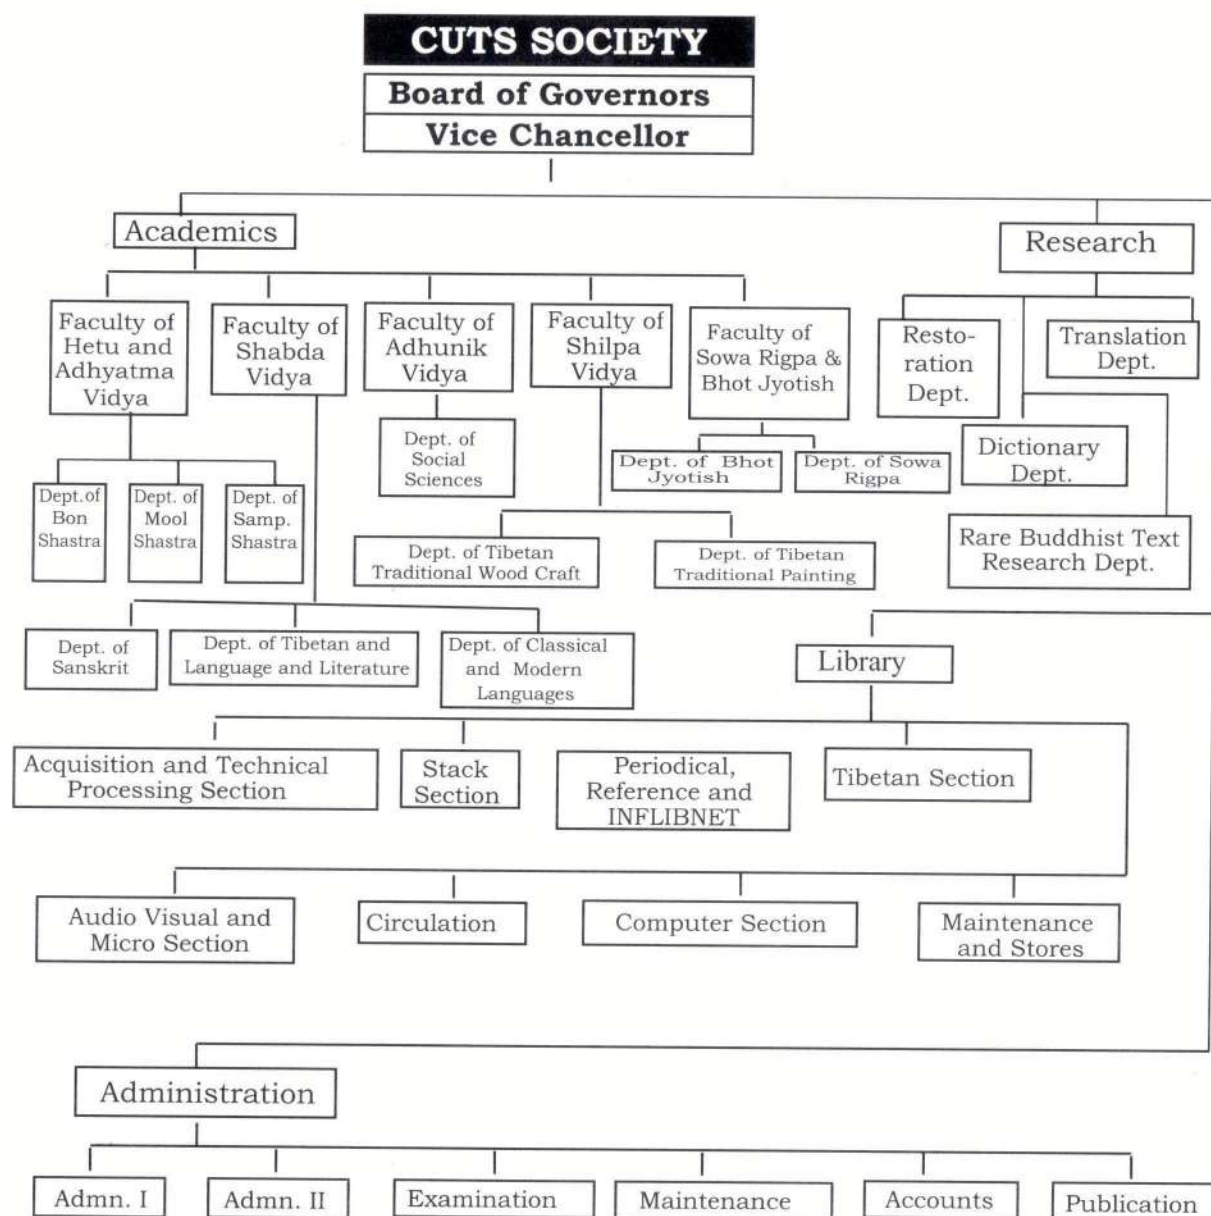 CUTS SOCIETY
Board of Governors
Vice Chancellor
Academics
Research
Faculty of
Hetu and
Adhyatma
Vidya
Faculty of
Shabda
Vidya
Faculty of
Adhunik
Vidya
Faculty of
Shilpa
Vidya
Faculty of
Sowa Rigpa &
Bhot Jyotish
Resto-
ration
Dept.
Translation
Dept.
Dictionary
Dept.
Rare Buddhist Text
Research Dept.
Dept. of
Social
Sciences
Dept. of Bhot
Jyotish
Dept. of Sowa
Rigpa
Dept. of
Bon
Shastra
Dept. of
Mool
Shastra
Dept. of
Samp.
Shastra
Dept. of Tibetan
Traditional Wood Craft
Dept. of Tibetan
Traditional Painting
Dept. of
Sanskrit
Dept. of Tibetan and
Language and Literature
Dept. of Classical
and Modern
Languages
Library
Acquisition and Technical
Processing Section
Stack
Section
Periodical,
Reference and
INFLIBNET
Tibetan Section
Audio Visual and
Micro Section
Circulation
Computer Section
Maintenance
and Stores
Administration
Admn. I
Admn. II
Examination
Maintenance
Accounts
Publication